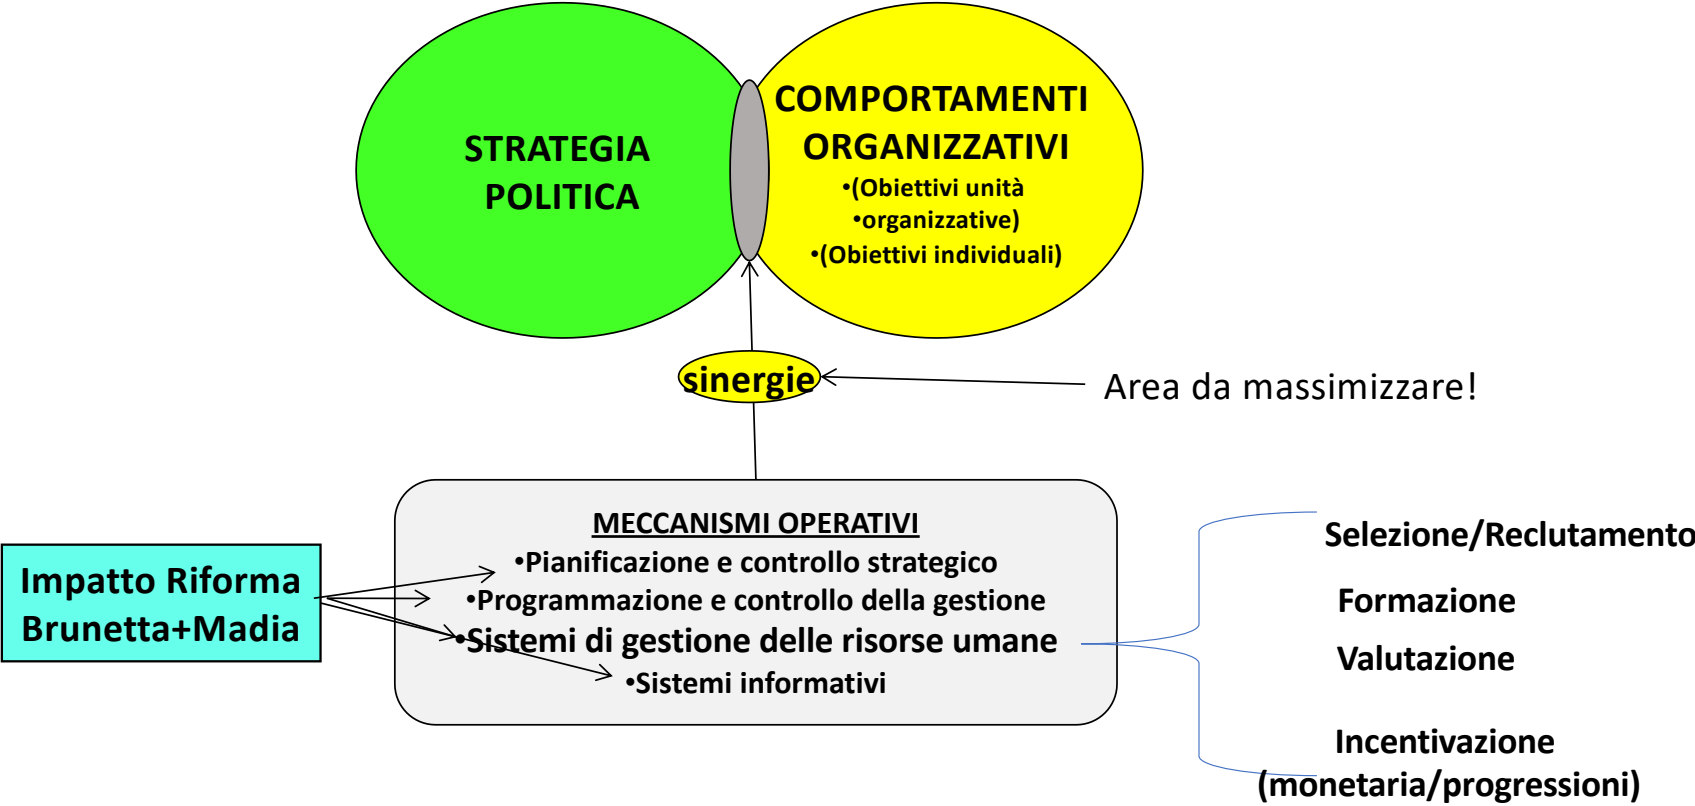 STRATEGIA
POLITICA
COMPORTAMENTI
ORGANIZZATIVI
•(Obiettivi unità
•organizzative)
•(Obiettivi individuali)
sinergie
Area da massimizzare!
MECCANISMI OPERATIVI
•Pianificazione e controllo strategico
•Programmazione e controllo della gestione
•Sistemi di gestione delle risorse umane
•Sistemi informativi
Impatto Riforma
Brunetta+Madia
Selezione/Reclutamento
Formazione
Valutazione
Incentivazione
(monetaria/progressioni)